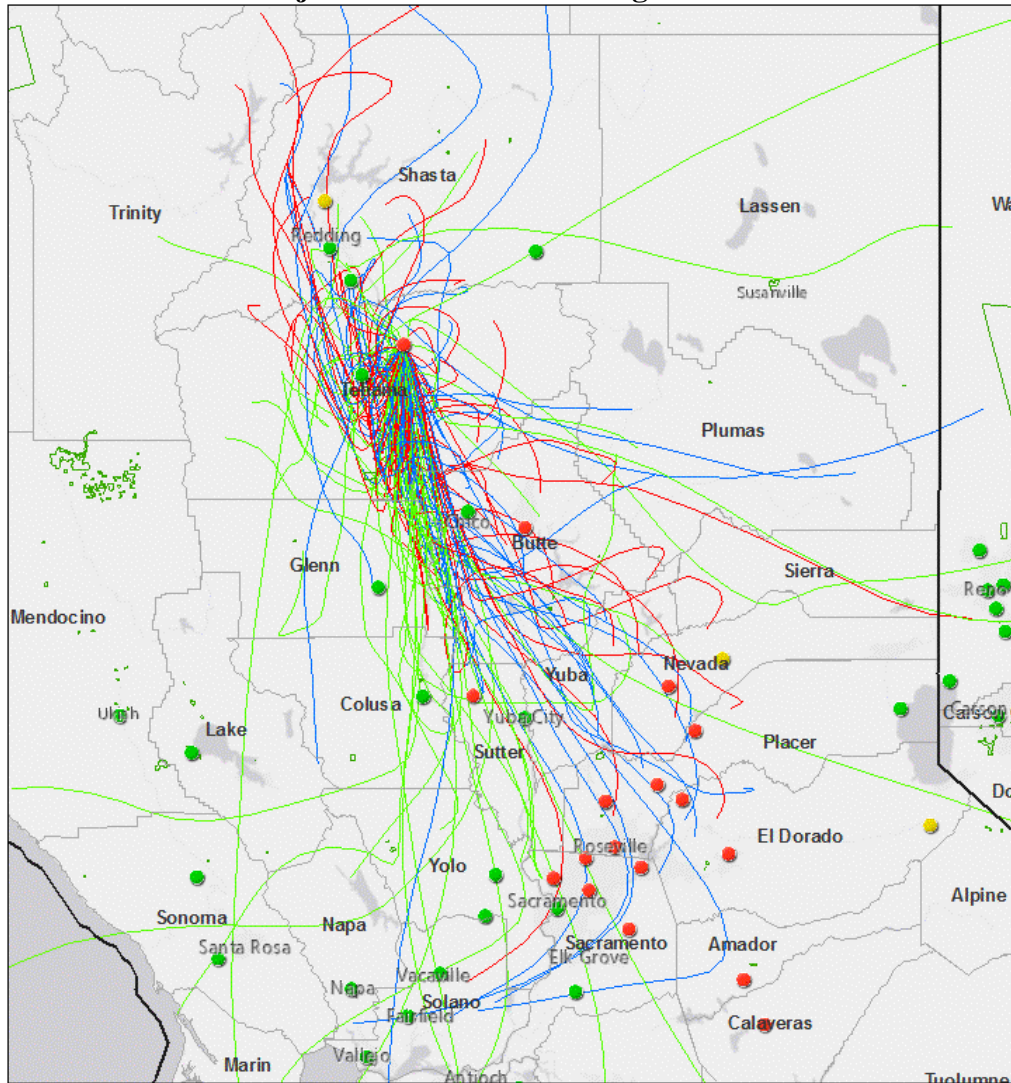 Shasta
Trinity
Lassen
Redding
Susanville
Tehama
Plumas
Chico
Butte
Glenn
Sierra
Reno
Mendocino
Nevada
Yuba
Colusa
Ukiah
Yuba City
Carson
Carson
Lake
Placer
Sutter
El Dorado
Roseville
Yolo
Alpine
Sacramento
Sonoma
Napa
Santa Rosa
Sacramento
Amador
Elk Grove
Vacaville
Napa
Solano
Fairfield
Calaveras
Vallejo
Marin
Antioch
Tuolumne